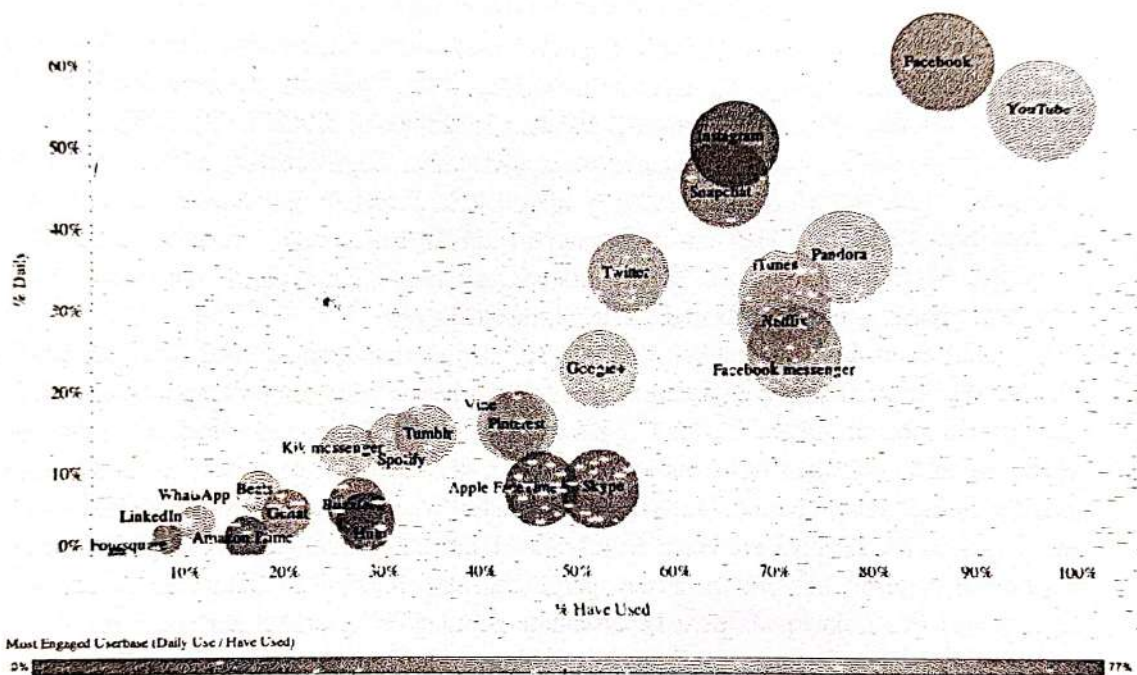 Facebook
60%
YouTube
Instagram
50%
Snapchat
40%
Pandora
iTunes
Twitter
% Daily
30%
Netflix
Google+
Facebook messenger
20%
Vine
Pinterest
Tumblr
Kik messenger
Spotify
10%
Apple Facetime
Skype
Beats
WhatsApp
LinkedIn
Hulu
Foursquare
Amazon Prime
0%
10% 20% 30% 40% 50% 60% 70% 80% 90% 100%
% Have Used
Most Engaged Userbase (Daily Use / Have Used)
0% 77%